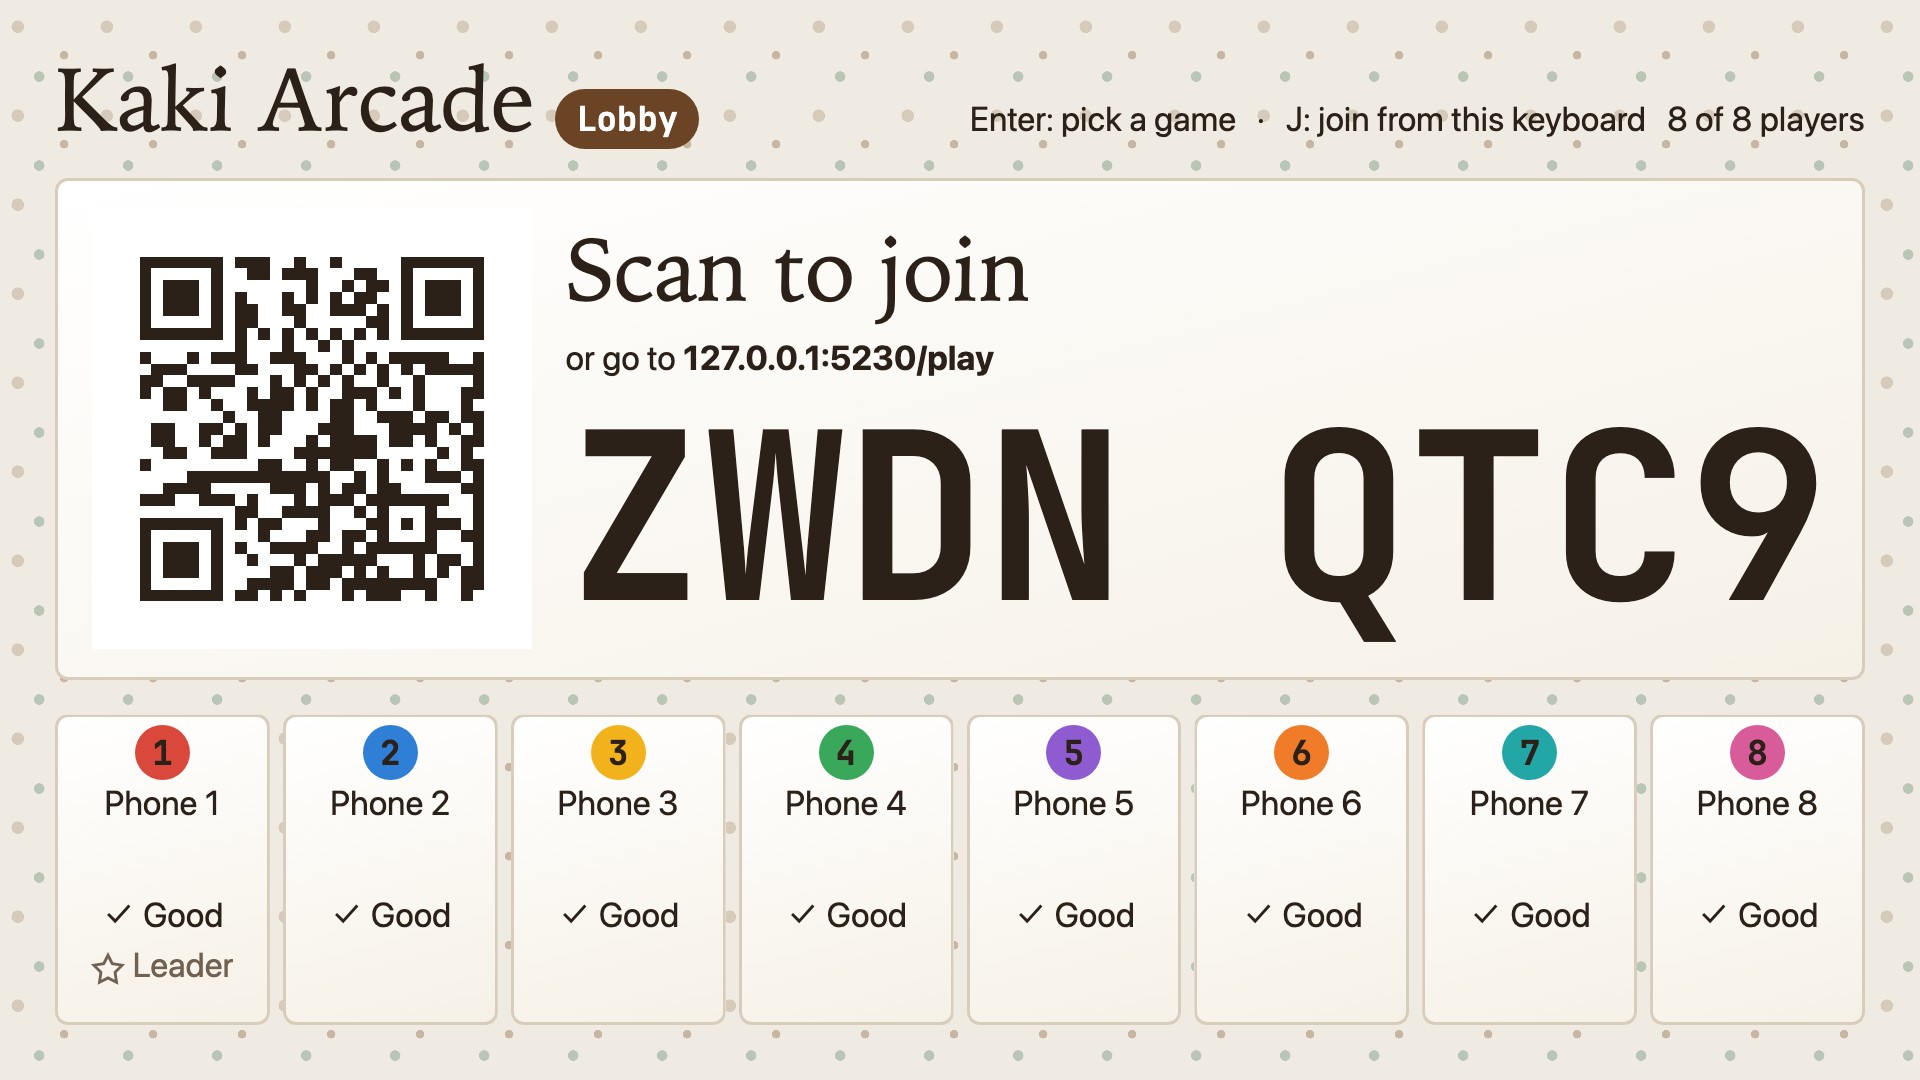 Kaki Arcade Lobby
Enter: pick a game · J: join from this keyboard 8 of 8 players
Scan to join
or go to 127.0.0.1:5230/play
ZWDN QTC9
1 2 3 4 5 6 7 8
Phone 1 Phone 2 Phone 3 Phone 4 Phone 5 Phone 6 Phone 7 Phone 8
✓ Good ✓ Good ✓ Good ✓ Good ✓ Good ✓ Good ✓ Good ✓ Good
☆ Leader